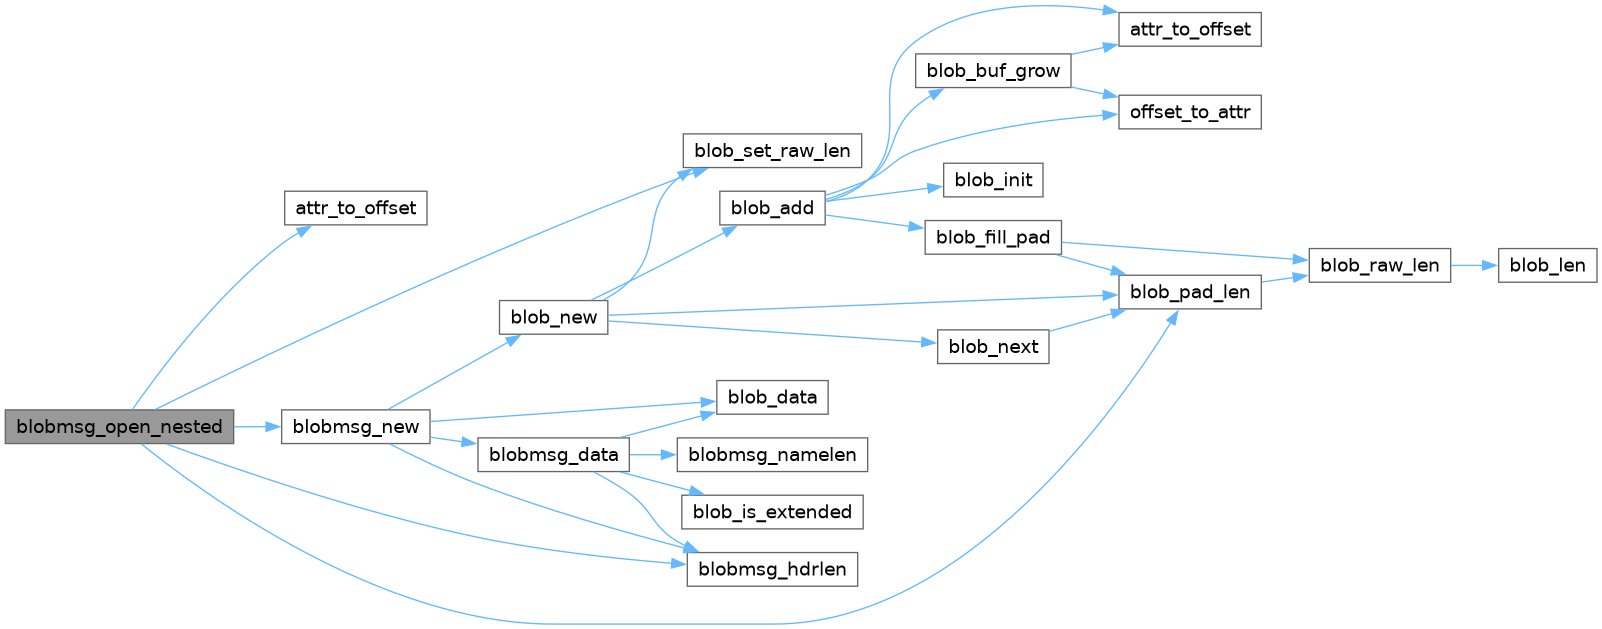 blobmsg_open_nested
attr_to_offset
blobmsg_new
blob_new
blobmsg_data
blob_set_raw_len
blob_add
blob_data
blobmsg_namelen
blob_is_extended
blobmsg_hdrlen
blob_buf_grow
blob_init
blob_fill_pad
blob_next
attr_to_offset
offset_to_attr
blob_pad_len
blob_raw_len
blob_len